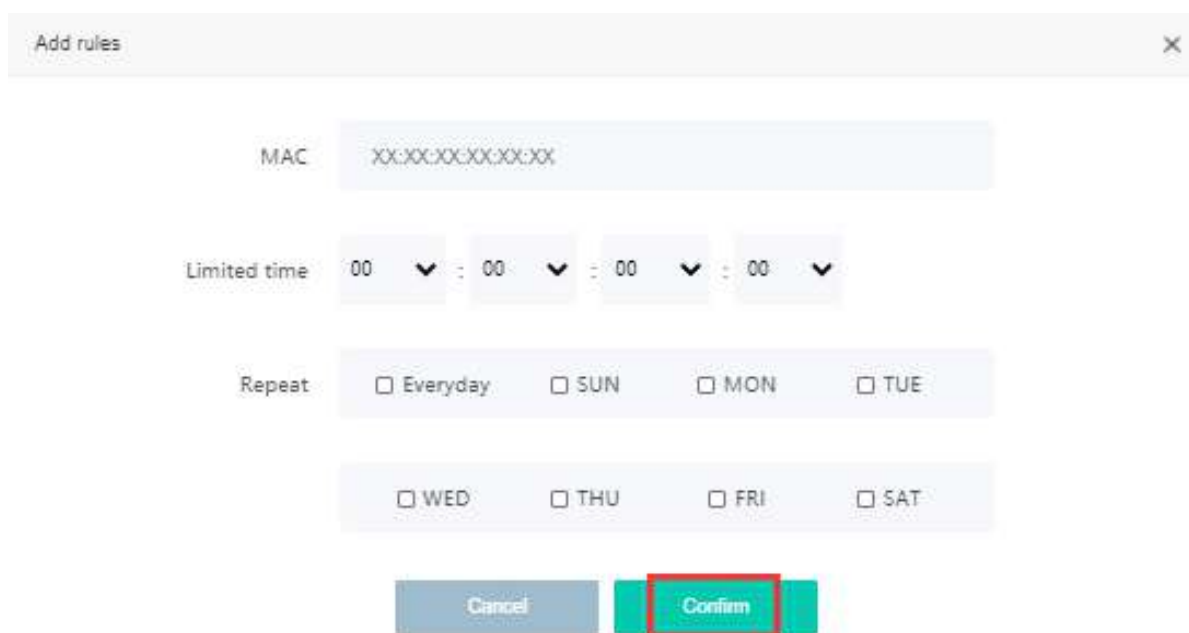 Add rules
MAC XX:XX:XX:XX:XX:XX
Limited time 00 : 00 : 00 : 00
Repeat Everyday SUN MON TUE
WED THU FRI SAT
Cancel Confirm